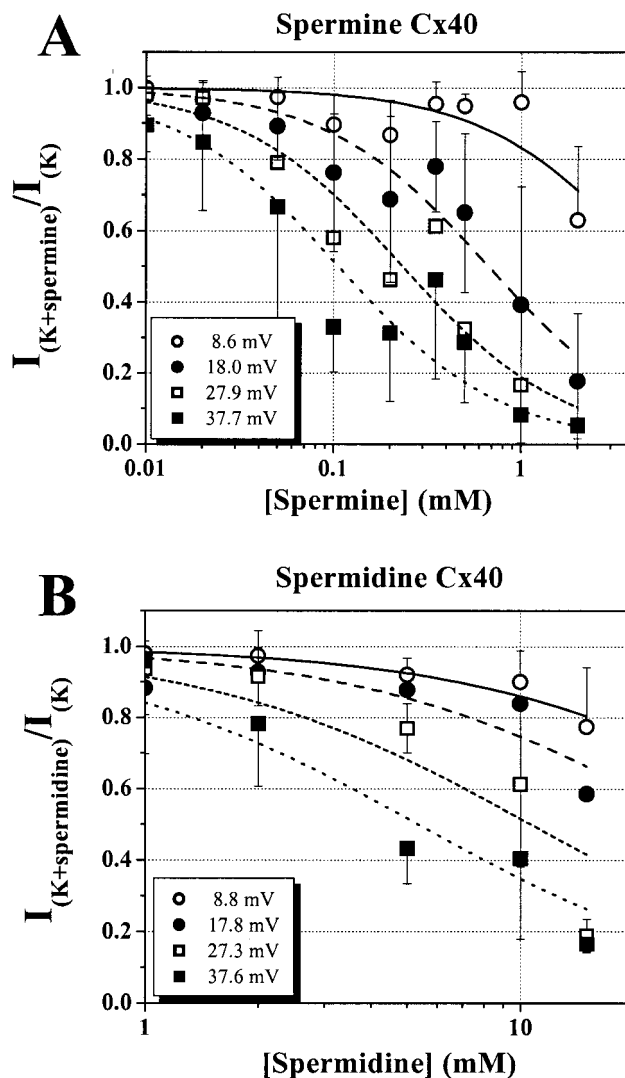 A
Spermine Cx40
I(K+spermine)/I(K)
1.0
0.8
0.6
0.4
0.2
0.0
8.6 mV
18.0 mV
27.9 mV
37.7 mV
0.01 0.1 1
[Spermine] (mM)
B
Spermidine Cx40
I(K+spermidine)/I(K)
1.0
0.8
0.6
0.4
0.2
0.0
8.8 mV
17.8 mV
27.3 mV
37.6 mV
1 10
[Spermidine] (mM)